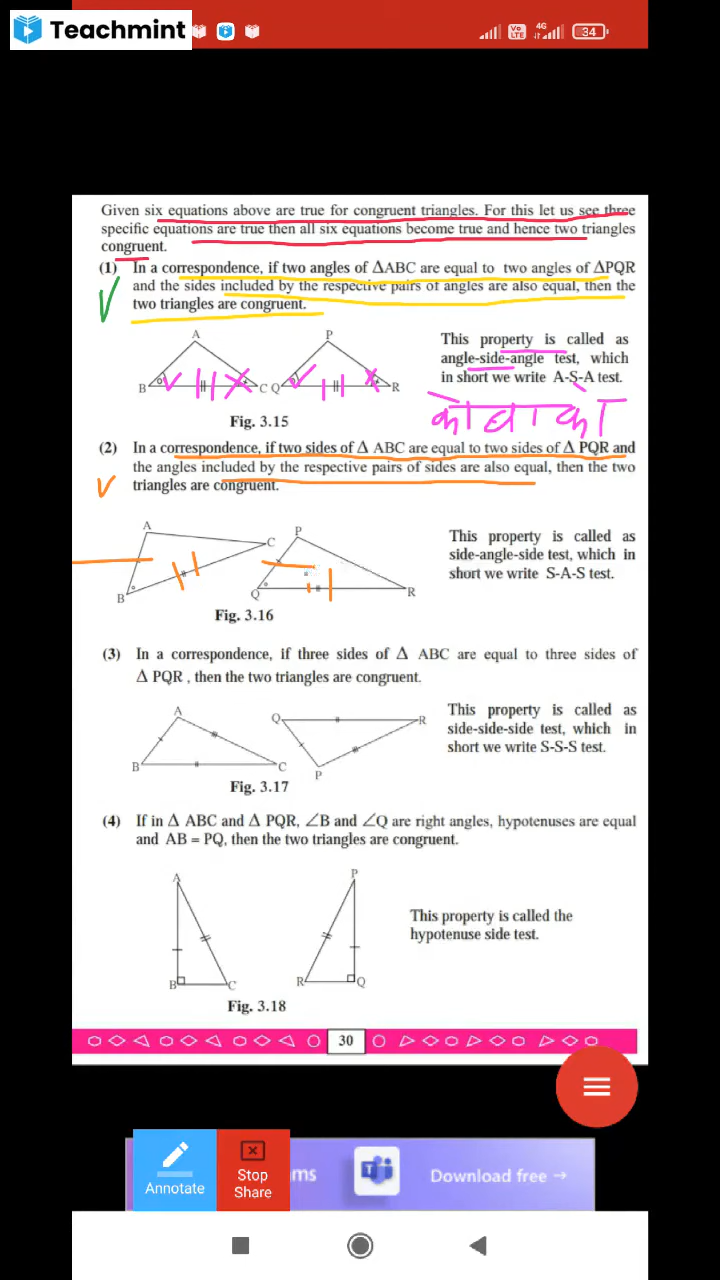 Teachmint
Vo LTE 4G 34
Given six equations above are true for congruent triangles. For this let us see three
specific equations are true then all six equations become true and hence two triangles
congruent.
(1) In a correspondence, if two angles of ΔABC are equal to two angles of ΔPQR
and the sides included by the respective pairs of angles are also equal, then the
two triangles are congruent.
A P
B C Q R
This property is called as
angle-side-angle test, which
in short we write A-S-A test.
को बा को
Fig. 3.15
(2) In a correspondence, if two sides of Δ ABC are equal to two sides of Δ PQR and
the angles included by the respective pairs of sides are also equal, then the two
triangles are congruent.
A C P
B Q R
This property is called as
side-angle-side test, which in
short we write S-A-S test.
Fig. 3.16
(3) In a correspondence, if three sides of Δ ABC are equal to three sides of
Δ PQR , then the two triangles are congruent.
A Q R
B C P
This property is called as
side-side-side test, which in
short we write S-S-S test.
Fig. 3.17
(4) If in Δ ABC and Δ PQR, ∠B and ∠Q are right angles, hypotenuses are equal
and AB = PQ, then the two triangles are congruent.
A P
B C R Q
This property is called the
hypotenuse side test.
Fig. 3.18
30
Annotate
Stop
Share
ms
Download free →